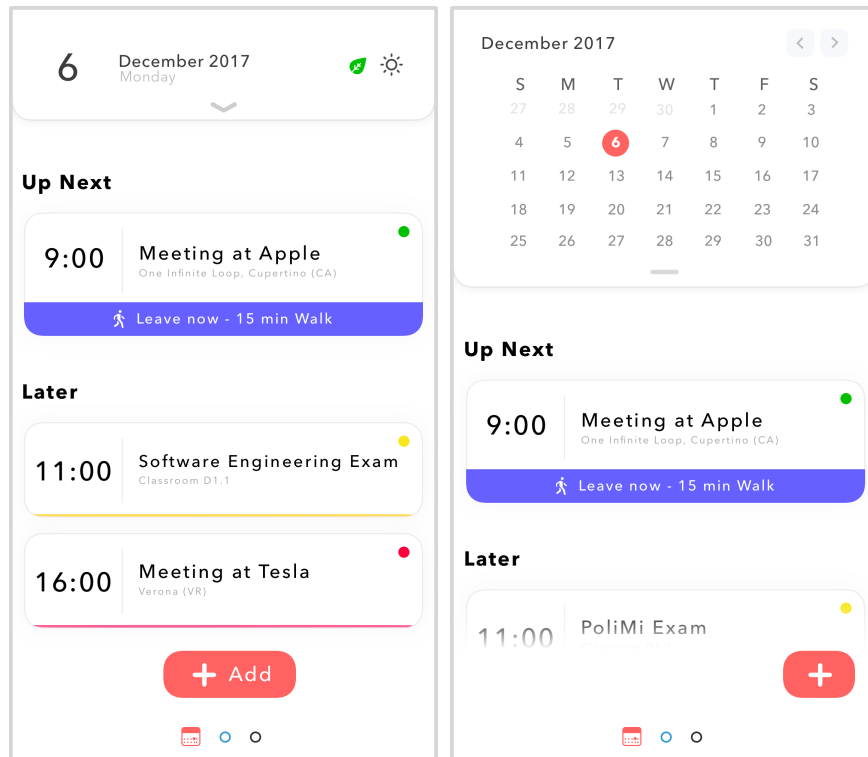 6
December 2017
Monday
Up Next
9:00
Meeting at Apple
One Infinite Loop, Cupertino (CA)
Leave now - 15 min Walk
Later
11:00
Software Engineering Exam
Classroom D1.1
16:00
Meeting at Tesla
Verona (VR)
Add
December 2017
S M T W T F S
27 28 29 30 1 2 3
4 5 6 7 8 9 10
11 12 13 14 15 16 17
18 19 20 21 22 23 24
25 26 27 28 29 30 31
Up Next
9:00
Meeting at Apple
One Infinite Loop, Cupertino (CA)
Leave now - 15 min Walk
Later
11:00
PoliMi Exam